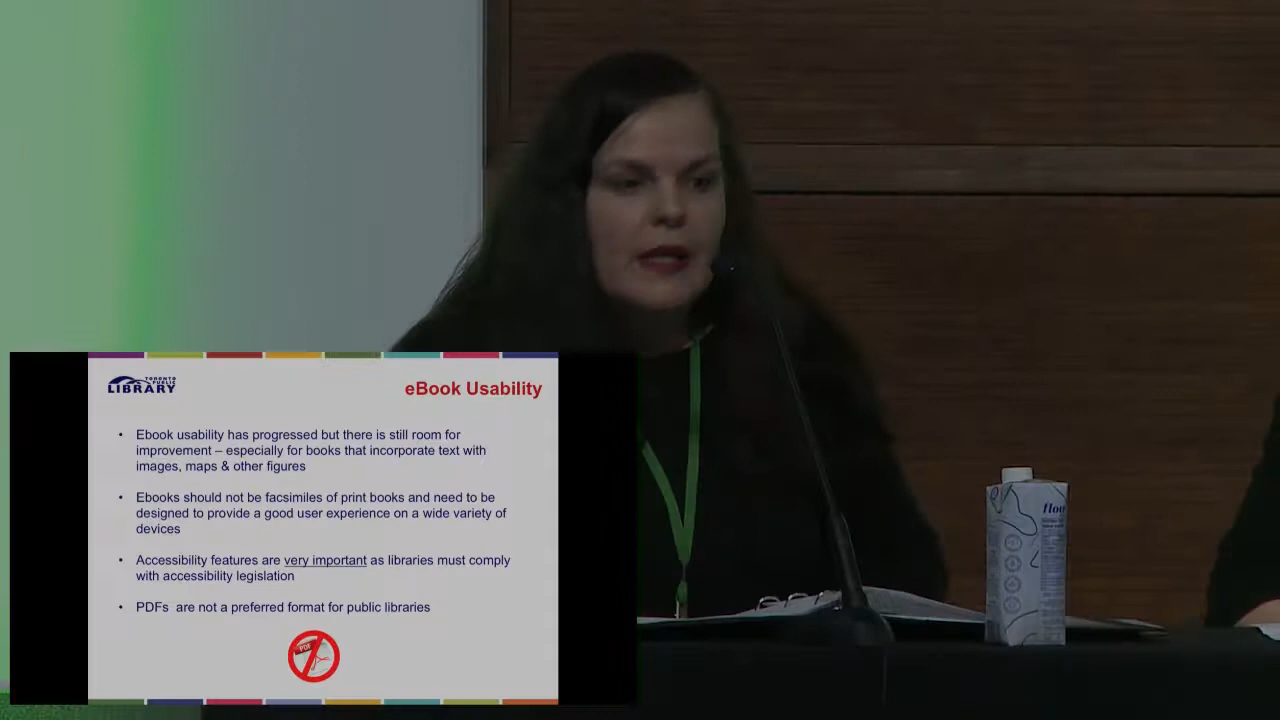 TORONTO
PUBLIC
LIBRARY
eBook Usability
• Ebook usability has progressed but there is still room for
improvement – especially for books that incorporate text with
images, maps & other figures
• Ebooks should not be facsimiles of print books and need to be
designed to provide a good user experience on a wide variety of
devices
• Accessibility features are very important as libraries must comply
with accessibility legislation
• PDFs are not a preferred format for public libraries
PDF
flow